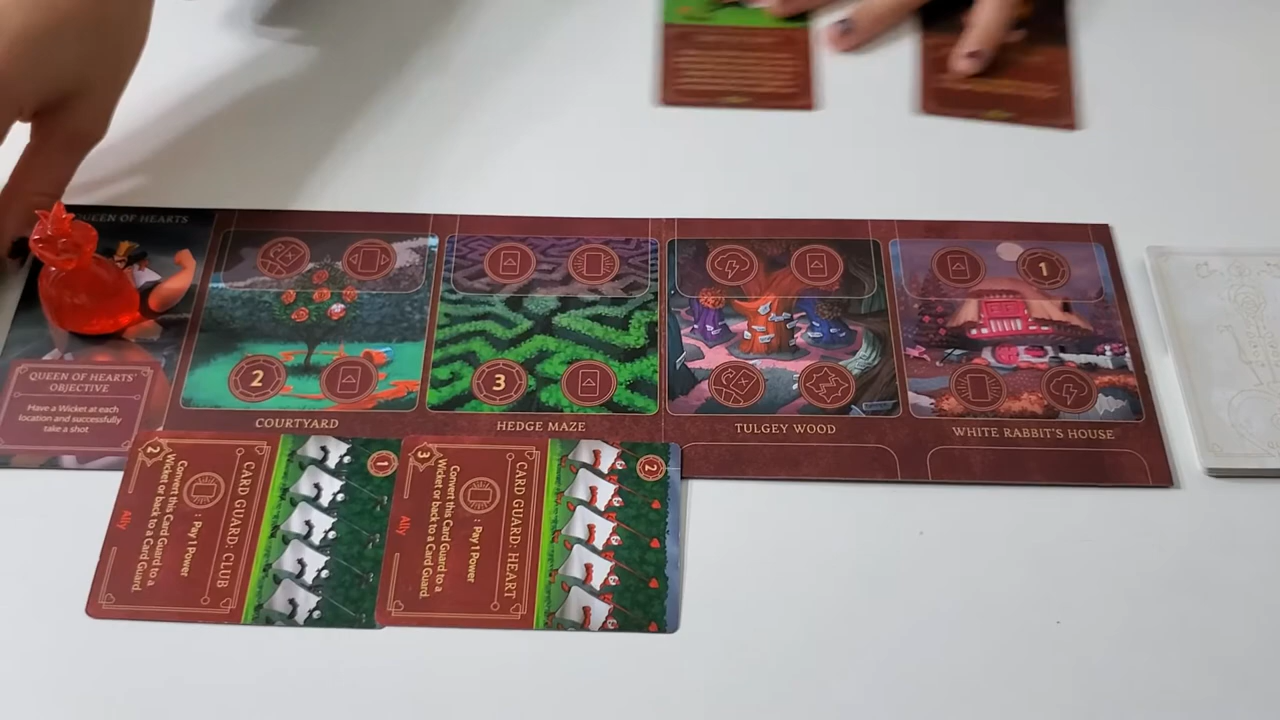 QUEEN OF HEARTS
QUEEN OF HEARTS'
OBJECTIVE
Have a Wicket at each
location and successfully
take a shot
2
COURTYARD
3
HEDGE MAZE
TULGEY WOOD
1
WHITE RABBIT'S HOUSE
1
CARD GUARD: CLUB
: Pay 1 Power
Convert this Card Guard to a
Wicket or back to a Card Guard.
2
Ally
2
CARD GUARD: HEART
: Pay 1 Power
Convert this Card Guard to a
Wicket or back to a Card Guard.
3
Ally